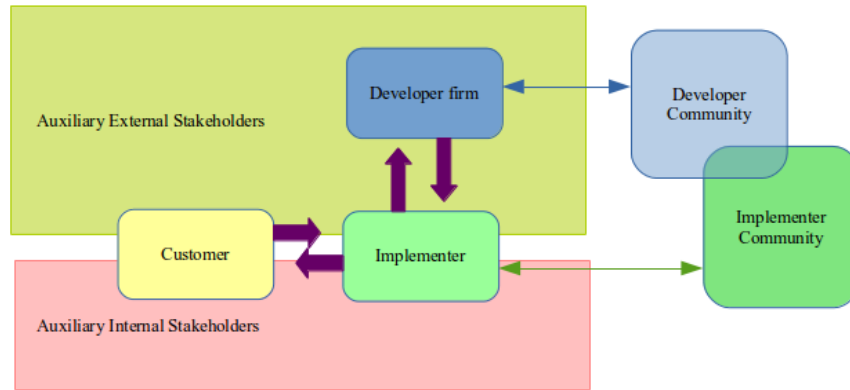 Developer firm
Developer
Community
Auxiliary External Stakeholders
Implementer
Community
Customer
Implementer
Auxiliary Internal Stakeholders